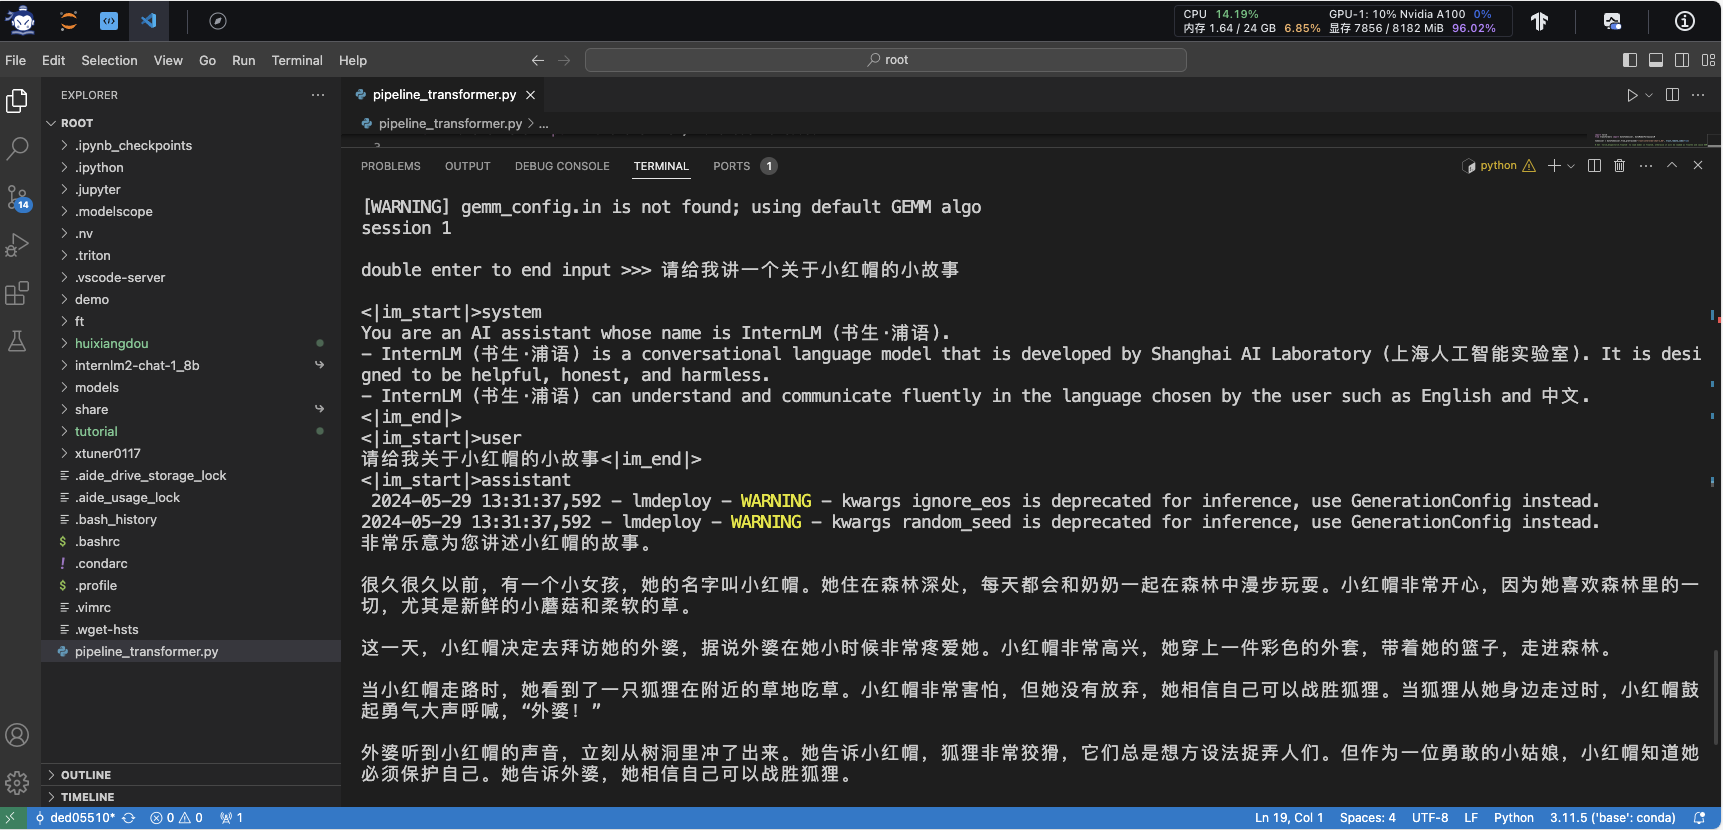 CPU 14.19% GPU-1: 10% Nvidia A100 0%
内存 1.64 / 24 GB 6.85% 显存 7856 / 8182 MiB 96.02%
File Edit Selection View Go Run Terminal Help
root
EXPLORER
ROOT
.ipynb_checkpoints
.ipython
.jupyter
.modelscope
.nv
.triton
.vscode-server
demo
ft
huixiangdou
internlm2-chat-1_8b
models
share
tutorial
xtuner0117
.aide_drive_storage_lock
.aide_usage_lock
.bash_history
.bashrc
.condarc
.profile
.vimrc
.wget-hsts
pipeline_transformer.py
OUTLINE
TIMELINE
14
pipeline_transformer.py
pipeline_transformer.py > ...
PROBLEMS OUTPUT DEBUG CONSOLE TERMINAL PORTS 1
python
[WARNING] gemm_config.in is not found; using default GEMM algo
session 1
double enter to end input >>> 请给我讲一个关于小红帽的小故事
<|im_start|>system
You are an AI assistant whose name is InternLM (书生·浦语).
- InternLM (书生·浦语) is a conversational language model that is developed by Shanghai AI Laboratory (上海人工智能实验室). It is desi
gned to be helpful, honest, and harmless.
- InternLM (书生·浦语) can understand and communicate fluently in the language chosen by the user such as English and 中文.
<|im_end|>
<|im_start|>user
请给我关于小红帽的小故事<|im_end|>
<|im_start|>assistant
2024-05-29 13:31:37,592 - lmdeploy - WARNING - kwargs ignore_eos is deprecated for inference, use GenerationConfig instead.
2024-05-29 13:31:37,592 - lmdeploy - WARNING - kwargs random_seed is deprecated for inference, use GenerationConfig instead.
非常乐意为您讲述小红帽的故事。
很久很久以前，有一个小女孩，她的名字叫小红帽。她住在森林深处，每天都会和奶奶一起在森林中漫步玩耍。小红帽非常开心，因为她喜欢森林里的一
切，尤其是新鲜的小蘑菇和柔软的草。
这一天，小红帽决定去拜访她的外婆，据说外婆在她小时候非常疼爱她。小红帽非常高兴，她穿上一件彩色的外套，带着她的篮子，走进森林。
当小红帽走路时，她看到了一只狐狸在附近的草地吃草。小红帽非常害怕，但她没有放弃，她相信自己可以战胜狐狸。当狐狸从她身边走过时，小红帽鼓
起勇气大声呼喊，“外婆！”
外婆听到小红帽的声音，立刻从树洞里冲了出来。她告诉小红帽，狐狸非常狡猾，它们总是想方设法捉弄人们。但作为一位勇敢的小姑娘，小红帽知道她
必须保护自己。她告诉外婆，她相信自己可以战胜狐狸。
ded05510* 0 0 1 Ln 19, Col 1 Spaces: 4 UTF-8 LF Python 3.11.5 ('base': conda)